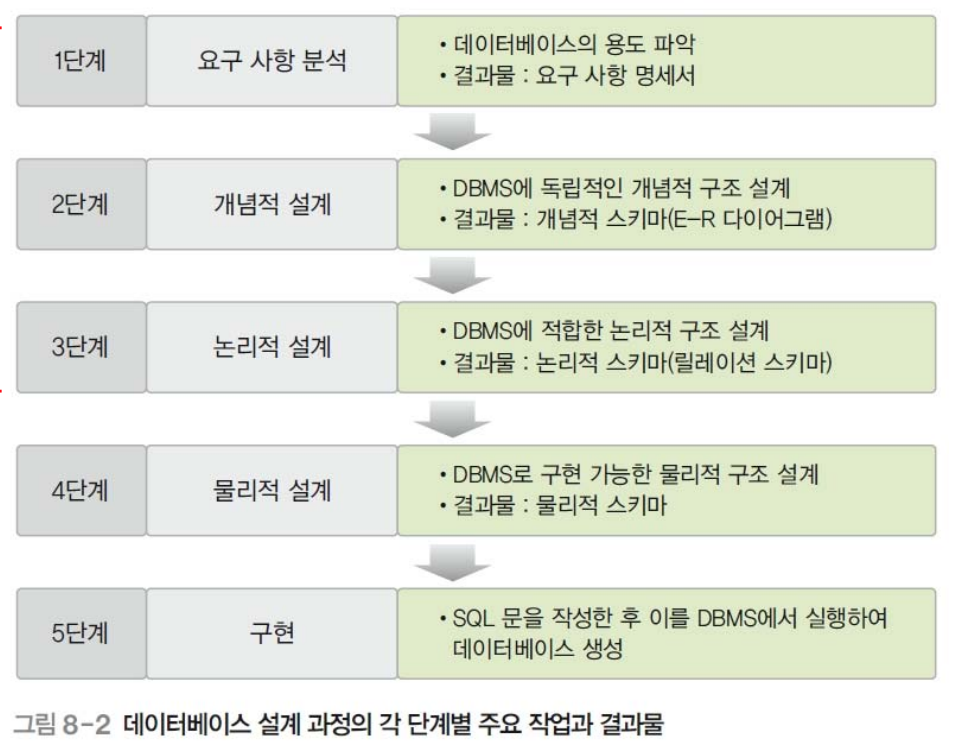 1단계
요구 사항 분석
• 데이터베이스의 용도 파악
• 결과물 : 요구 사항 명세서
2단계
개념적 설계
• DBMS에 독립적인 개념적 구조 설계
• 결과물 : 개념적 스키마(E-R 다이어그램)
3단계
논리적 설계
• DBMS에 적합한 논리적 구조 설계
• 결과물 : 논리적 스키마(릴레이션 스키마)
4단계
물리적 설계
• DBMS로 구현 가능한 물리적 구조 설계
• 결과물 : 물리적 스키마
5단계
구현
• SQL 문을 작성한 후 이를 DBMS에서 실행하여
데이터베이스 생성
그림 8-2 데이터베이스 설계 과정의 각 단계별 주요 작업과 결과물